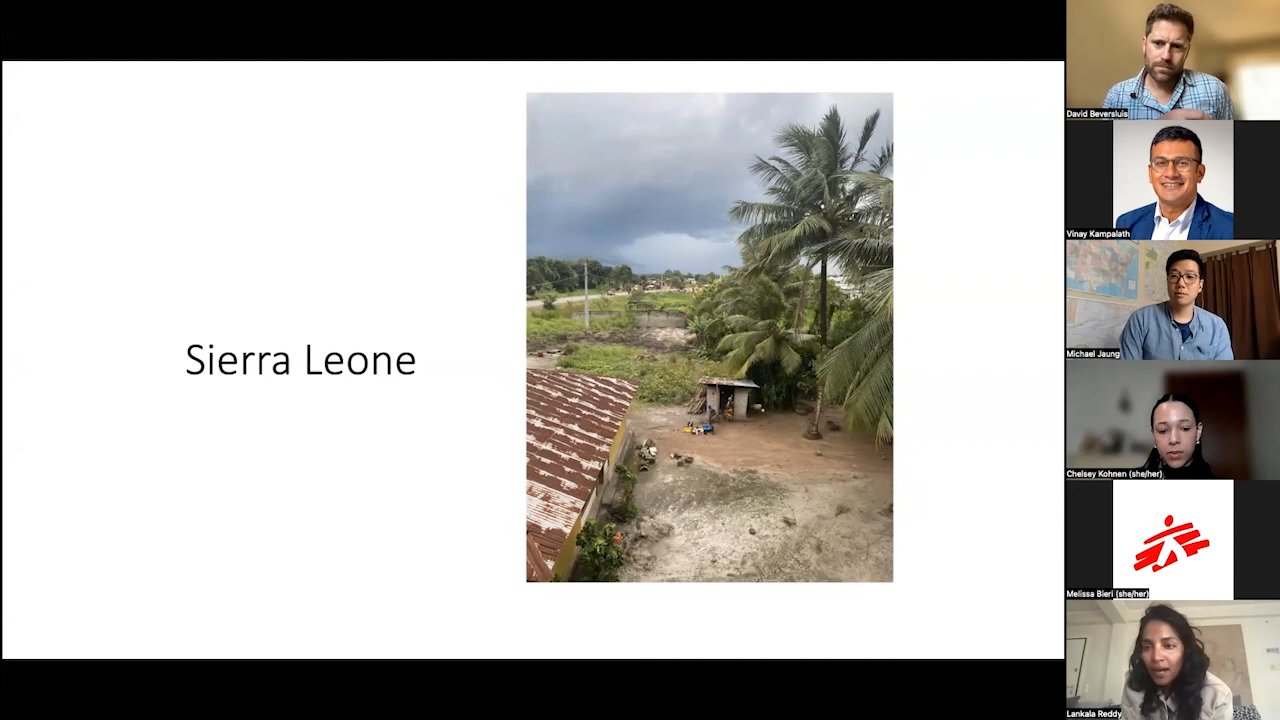 Sierra Leone
David Beversluis
Vinay Kampalath
Michael Jaung
Chelsey Kohnen (she/her)
Melissa Bieri (she/her)
Lankala Reddy